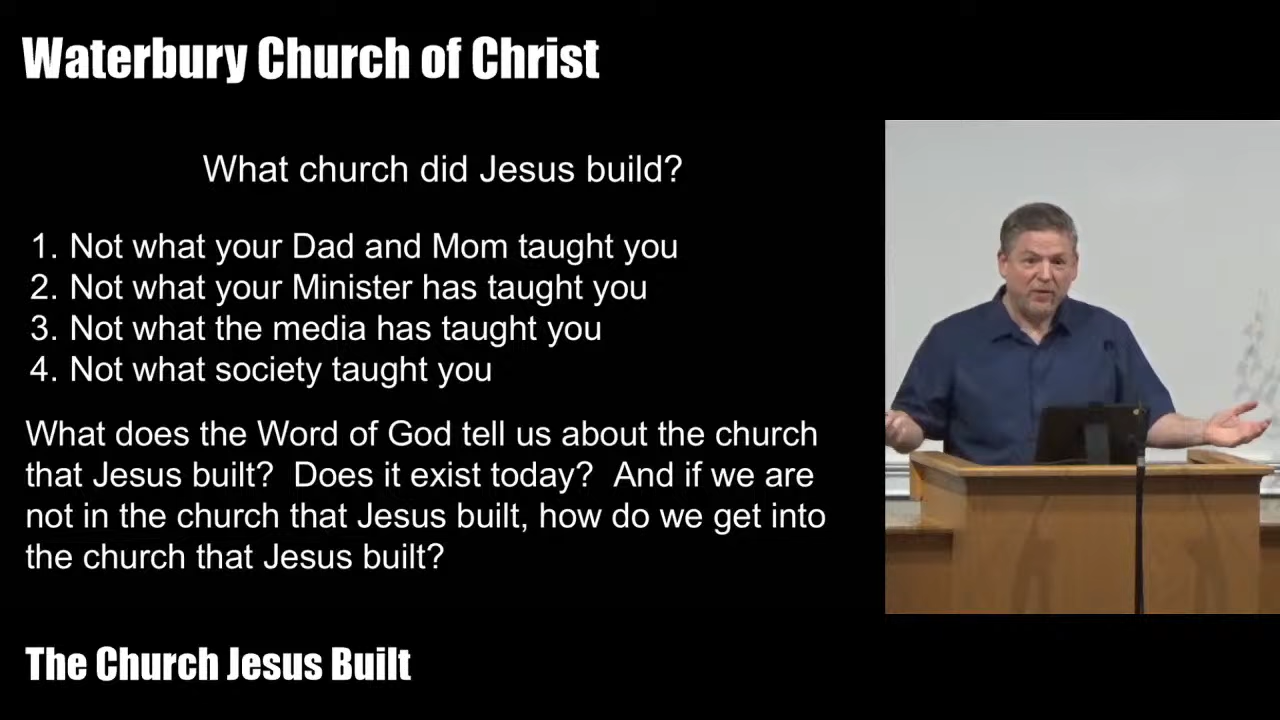 Waterbury Church of Christ
What church did Jesus build?
1. Not what your Dad and Mom taught you
2. Not what your Minister has taught you
3. Not what the media has taught you
4. Not what society taught you
What does the Word of God tell us about the church
that Jesus built?  Does it exist today?  And if we are
not in the church that Jesus built, how do we get into
the church that Jesus built?
The Church Jesus Built